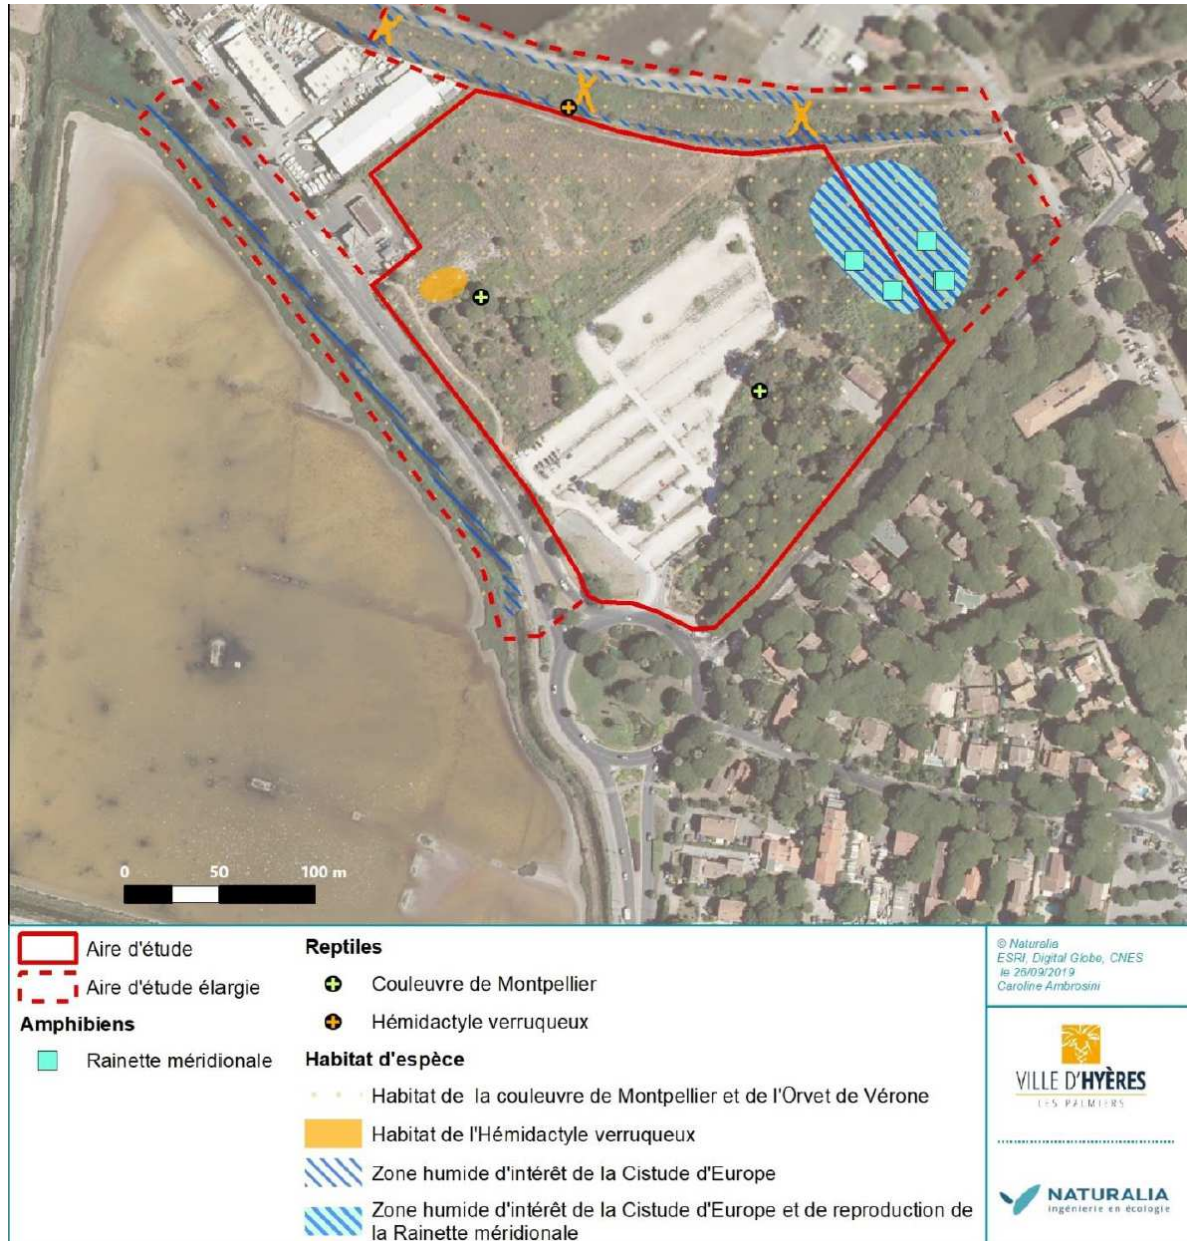 0 50 100 m
Aire d'étude
Aire d'étude élargie
Amphibiens
Rainette méridionale
Reptiles
Couleuvre de Montpellier
Hémidactyle verruqueux
Habitat d'espèce
Habitat de la couleuvre de Montpellier et de l'Orvet de Vérone
Habitat de l'Hémidactyle verruqueux
Zone humide d'intérêt de la Cistude d'Europe
Zone humide d'intérêt de la Cistude d'Europe et de reproduction de
la Rainette méridionale
© Naturalia
ESRI, Digital Globe, CNES
le 26/09/2019
Caroline Ambrosini
VILLE D'HYÈRES
LES PALMIERS
NATURALIA
ingénierie en écologie